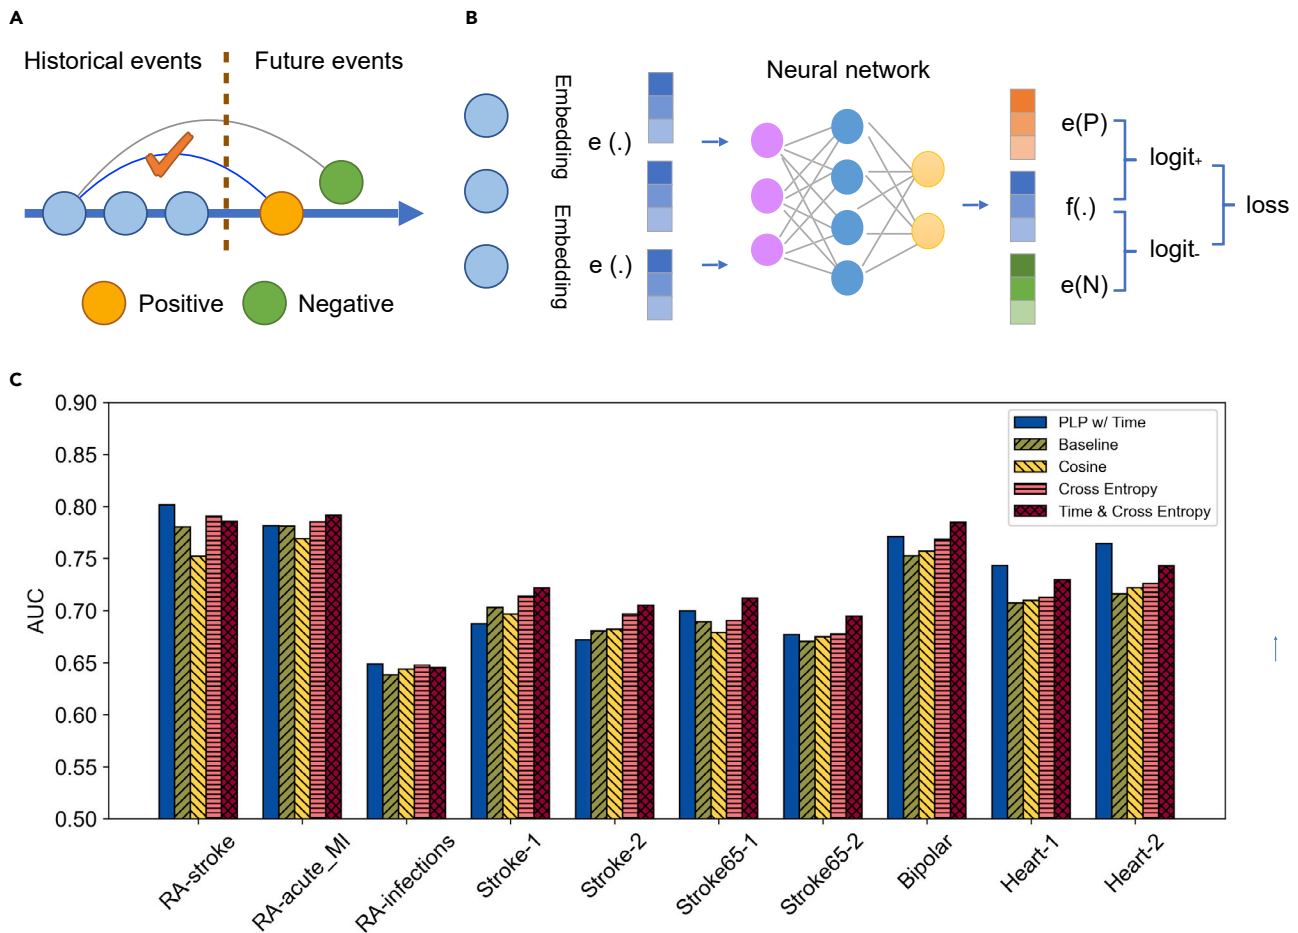 A
Historical events
Future events
Positive
Negative
B
Embedding
Embedding
e (.)
e (.)
Neural network
e(P)
f(.)
e(N)
logit+
logit-
loss
C
AUC
0.90
0.85
0.80
0.75
0.70
0.65
0.60
0.55
0.50
PLP w/ Time
Baseline
Cosine
Cross Entropy
Time & Cross Entropy
RA-stroke
RA-acute_MI
RA-infections
Stroke-1
Stroke-2
Stroke65-1
Stroke65-2
Bipolar
Heart-1
Heart-2